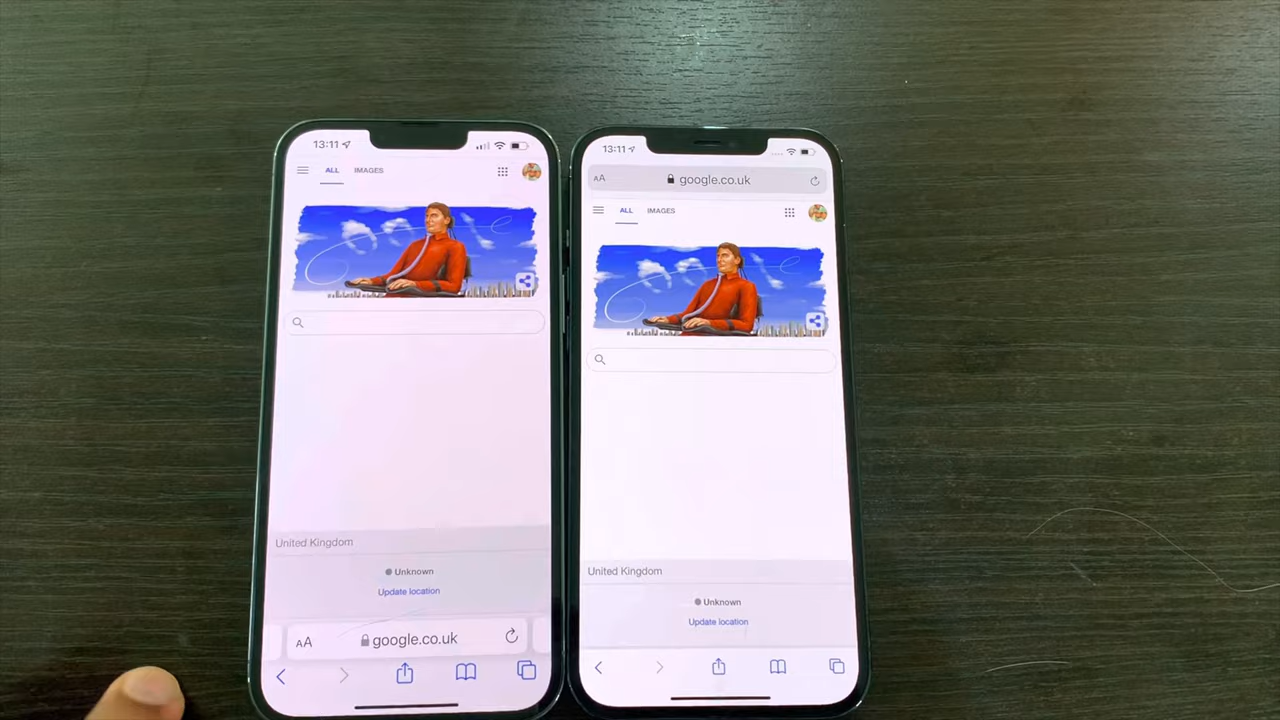 13:11
ALL IMAGES
United Kingdom
Unknown
Update location
AA google.co.uk
13:11
AA google.co.uk
ALL IMAGES
United Kingdom
Unknown
Update location